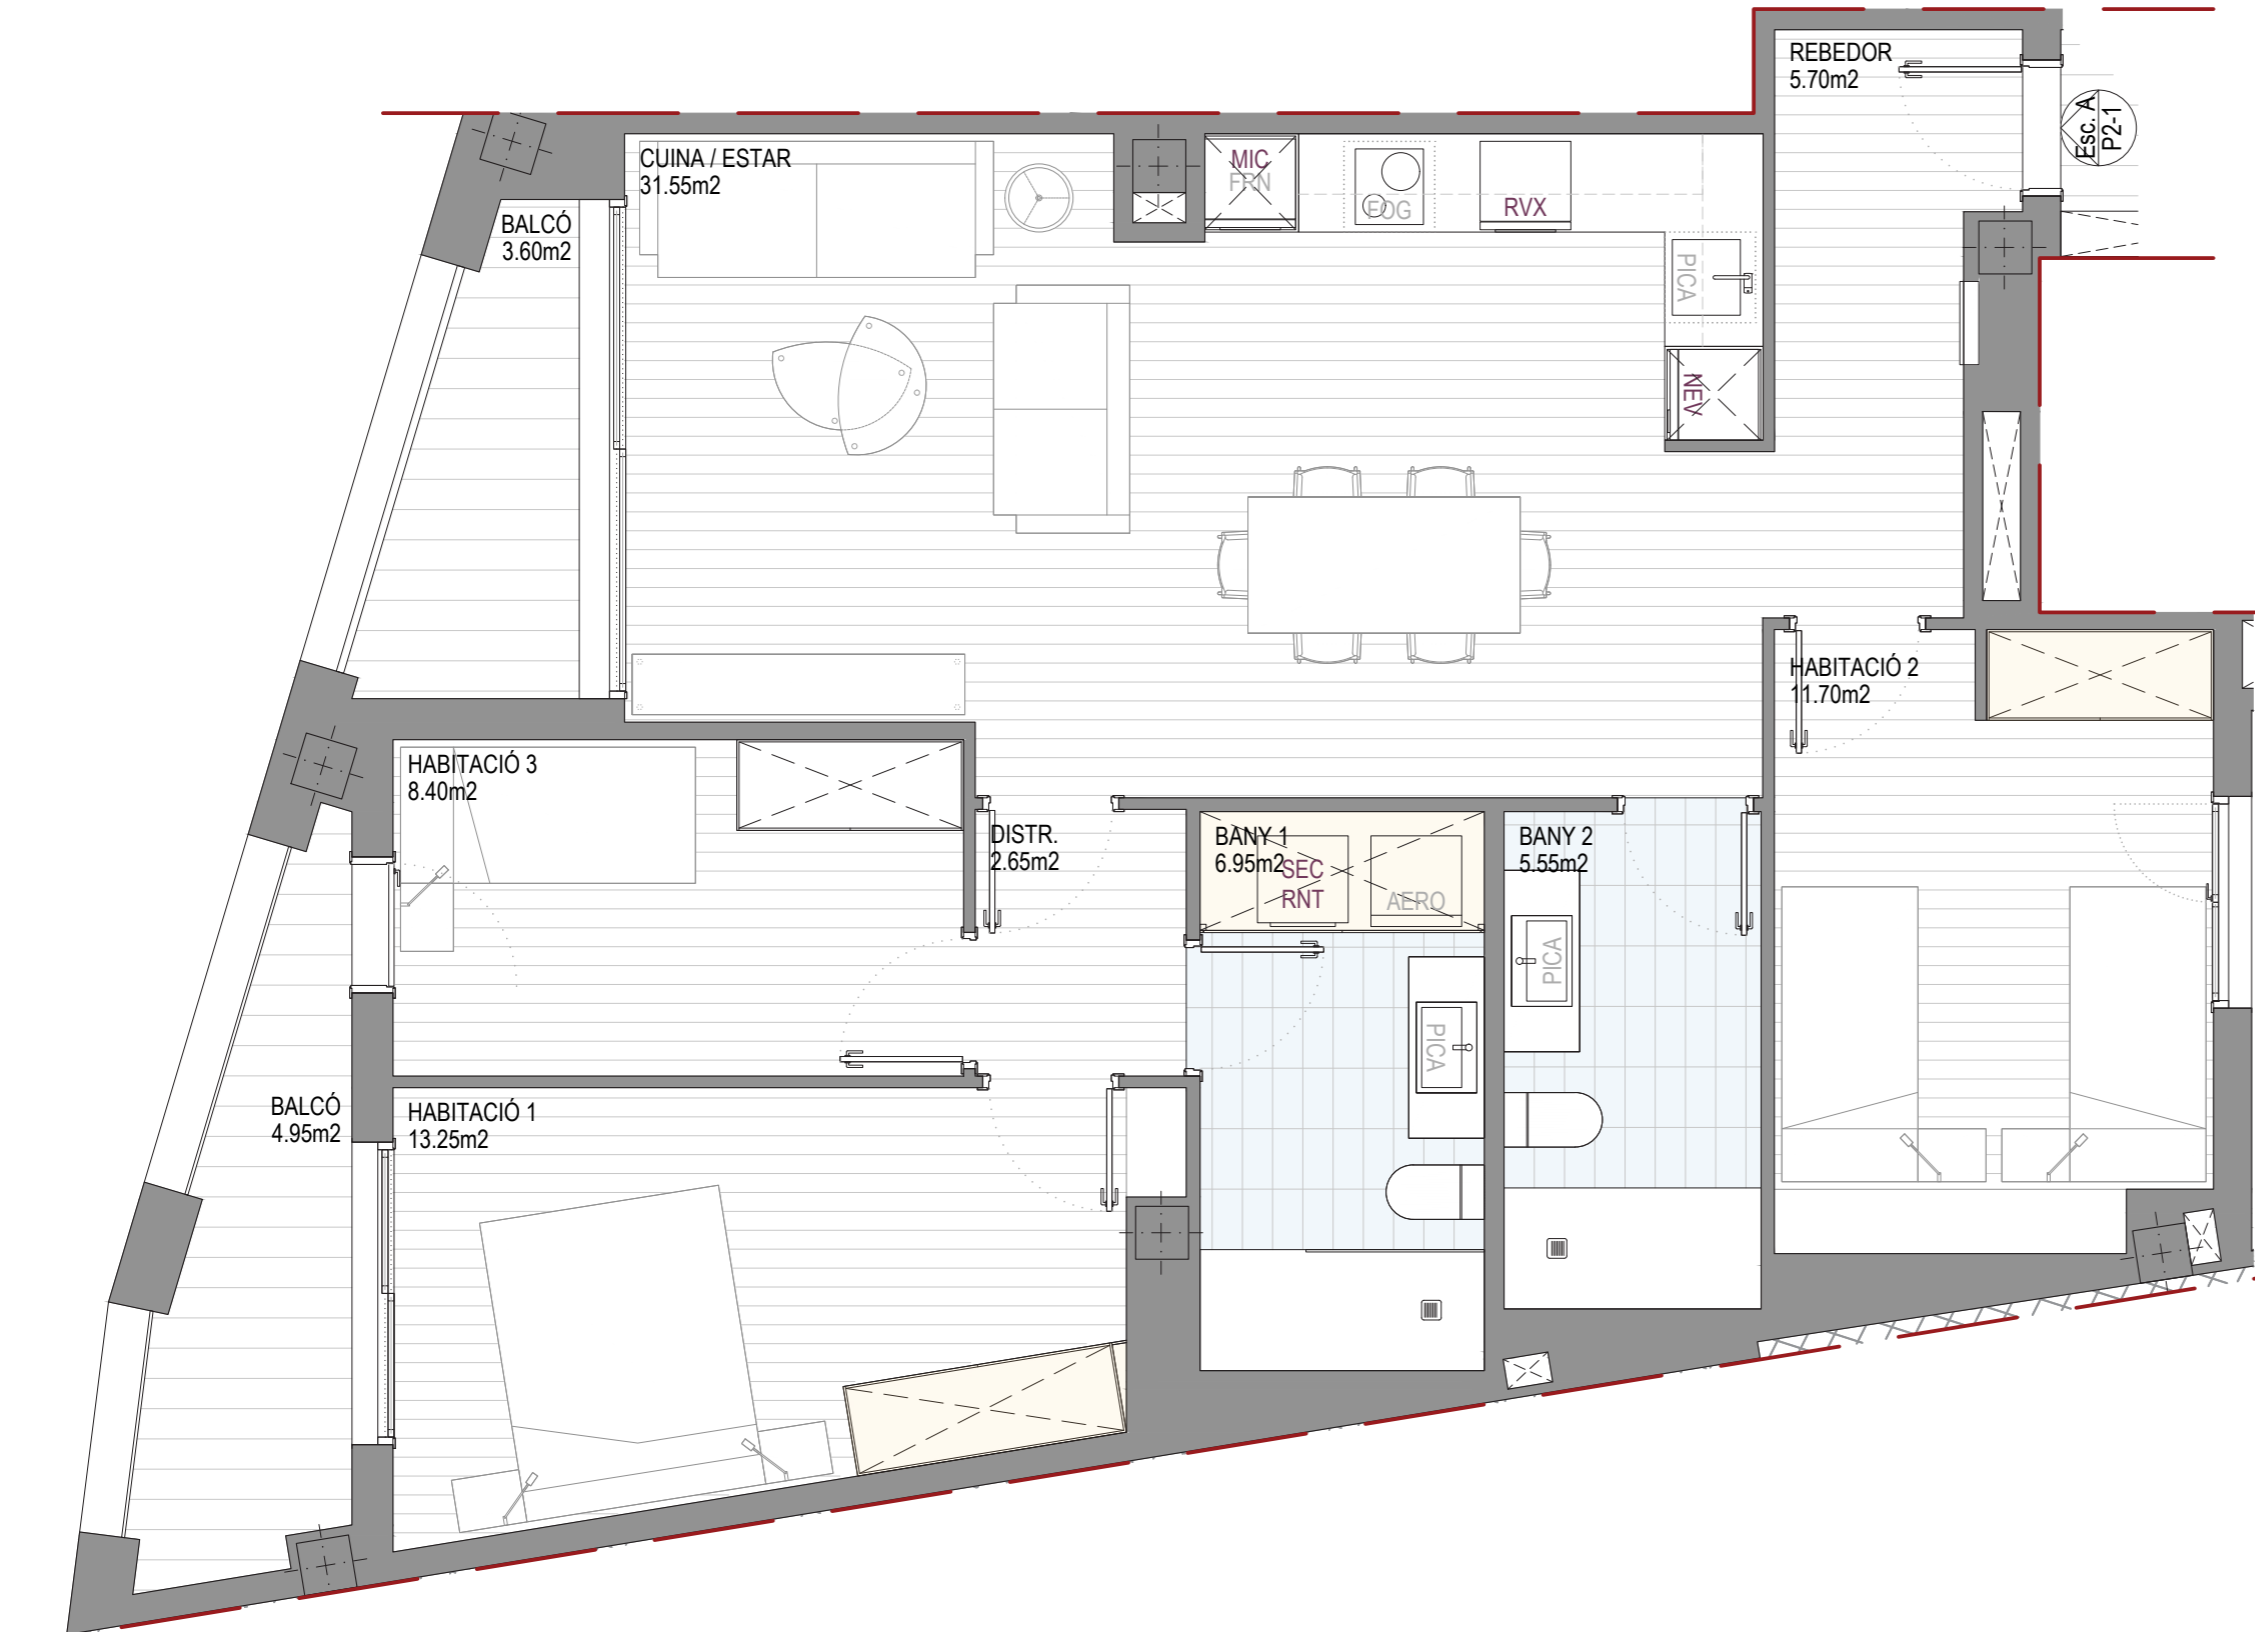 REBEDOR
5.70m2
Esc. A
P2-1
CUINA / ESTAR
31.55m2
MIC
FRN
FOG
RVX
BALCÓ
3.60m2
PICA
NEV
HABITACIÓ 2
11.70m2
HABITACIÓ 3
8.40m2
DISTR.
2.65m2
BANY 1
6.95m2
SEC
RNT
AERO
BANY 2
5.55m2
PICA
PICA
BALCÓ
4.95m2
HABITACIÓ 1
13.25m2